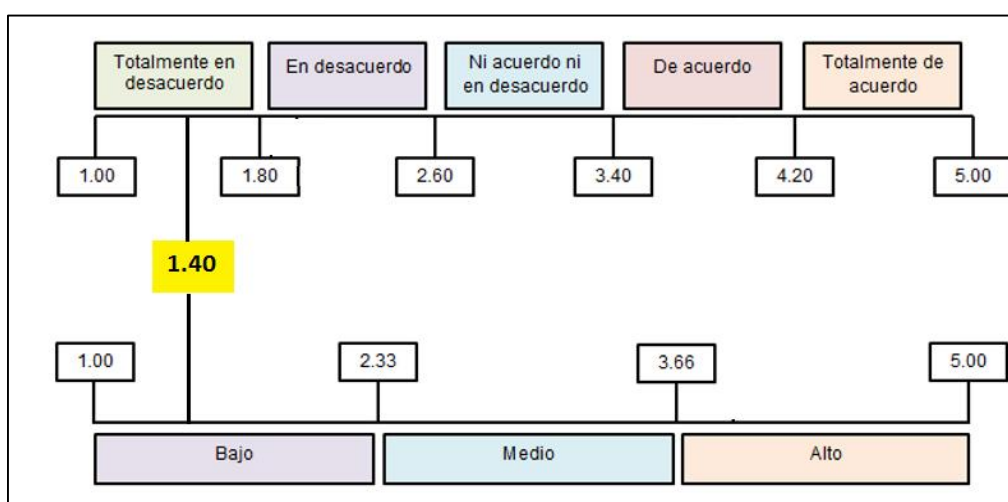 Totalmente en
desacuerdo
En desacuerdo
Ni acuerdo ni
en desacuerdo
De acuerdo
Totalmente de
acuerdo
1.00
1.80
2.60
3.40
4.20
5.00
1.40
1.00
2.33
3.66
5.00
Bajo
Medio
Alto